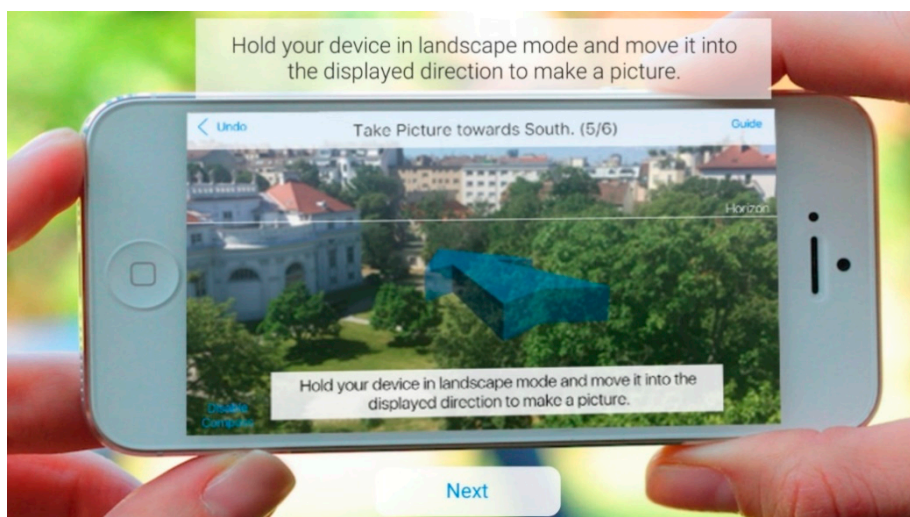 Hold your device in landscape mode and move it into
the displayed direction to make a picture.
Undo
Take Picture towards South. (5/6)
Guide
Horizon
Hold your device in landscape mode and move it into the
displayed direction to make a picture.
Disable
Compass
Next